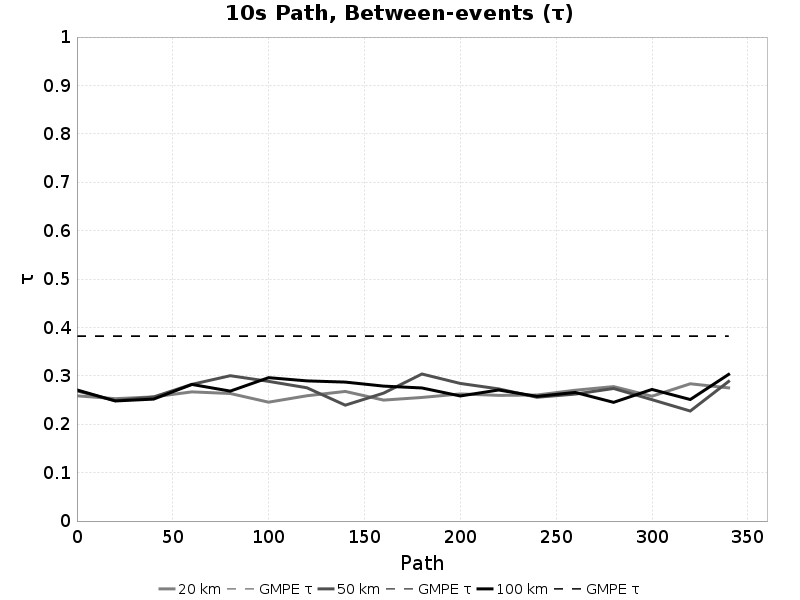 10s Path, Between-events (τ)
1
0.9
0.8
0.7
0.6
0.5
0.4
0.3
0.2
0.1
0
τ
0 50 100 150 200 250 300 350
Path
20 km GMPE τ 50 km GMPE τ 100 km GMPE τ